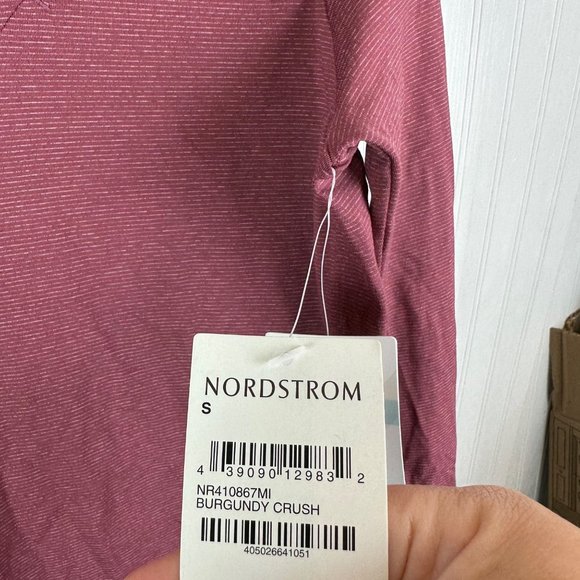 NORDSTROM
S
4 39090 12983 2
NR410867MI
BURGUNDY CRUSH
405026641051